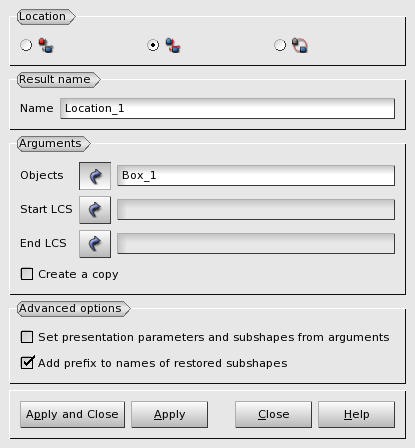 Location
Result name
Name Location_1
Arguments
Objects Box_1
Start LCS
End LCS
Create a copy
Advanced options
Set presentation parameters and subshapes from arguments
Add prefix to names of restored subshapes
Apply and Close Apply Close Help